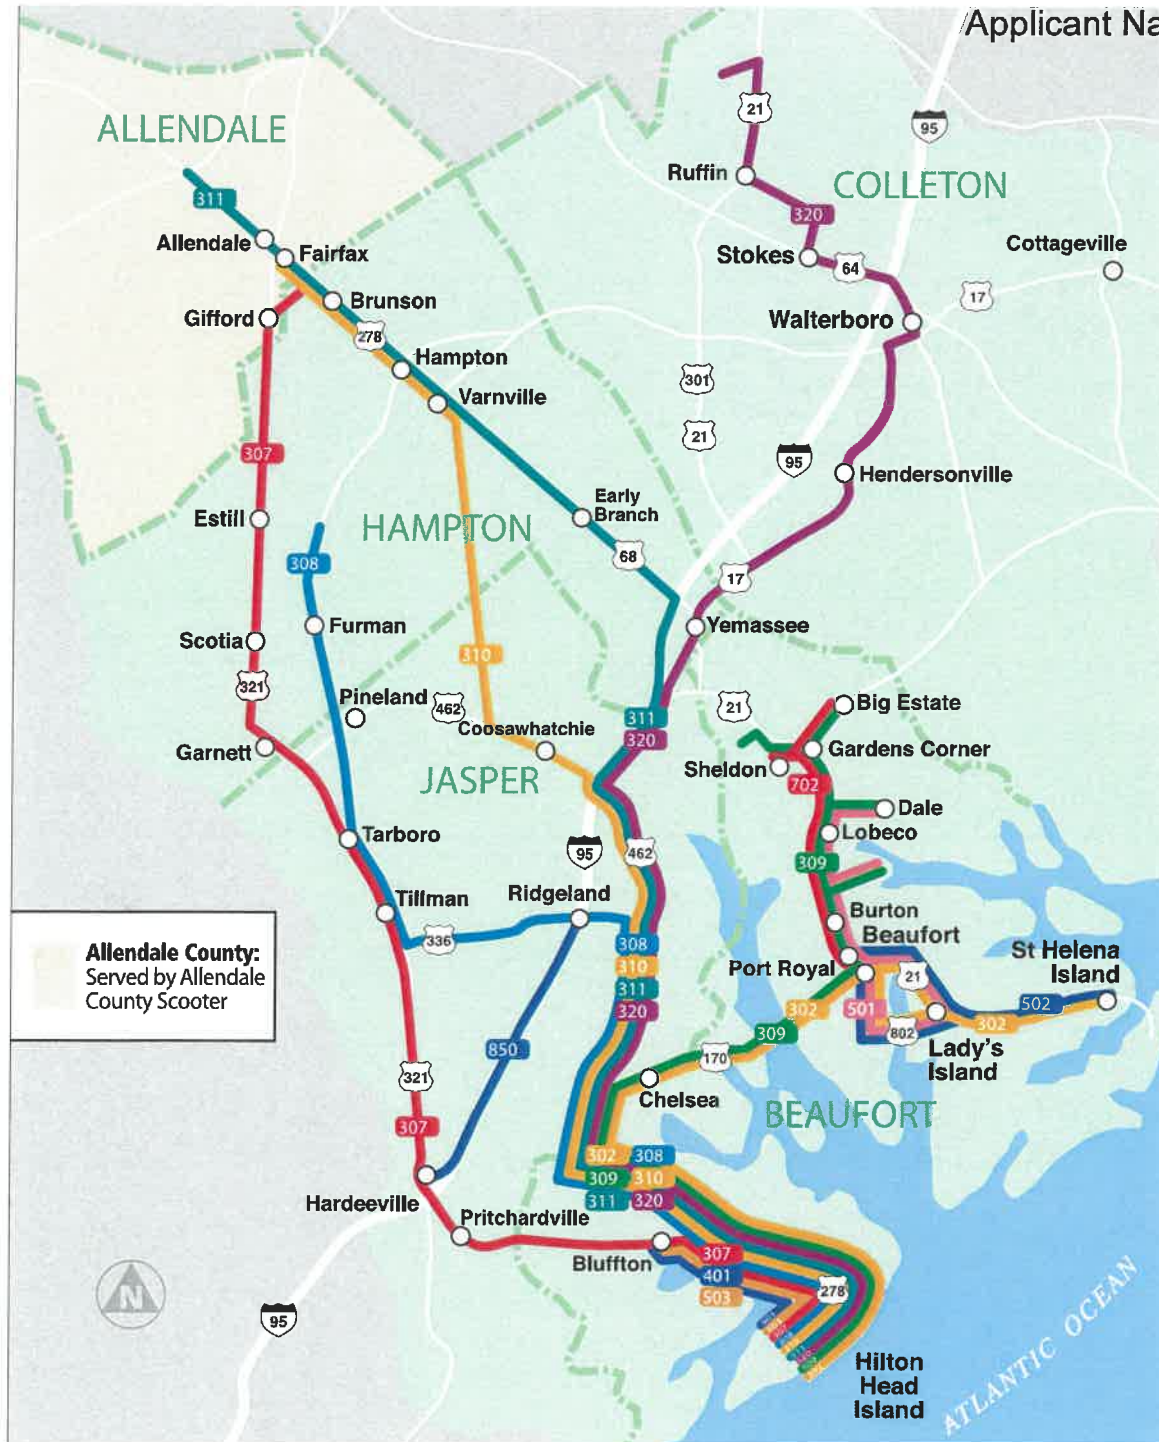 Applicant Na
21
95
ALLENDALE
Ruffin
COLLETON
311
320
Allendale
Fairfax
Stokes
64
Cottageville
17
Brunson
Gifford
Walterboro
278
Hampton
301
Varnville
21
307
95
Hendersonville
Early
Branch
Estill
HAMPTON
68
308
17
Furman
Yemassee
Scotia
310
321
Pineland
462
21
Big Estate
311
Coosawhatchie
320
Garnett
Gardens Corner
Sheldon
JASPER
702
Dale
Tarboro
Lobeco
95
462
309
Tillman
Ridgeland
Burton
Beaufort
336
308
310
311
320
Port Royal
St Helena
Island
21
Allendale County:
Served by Allendale
County Scooter
302
501
502
302
309
802
850
170
Lady's
Island
321
Chelsea
BEAUFORT
307
302
308
309
310
311
320
Hardeeville
Pritchardville
Bluffton
307
401
503
278
N
95
Hilton
Head
Island
ATLANTIC OCEAN